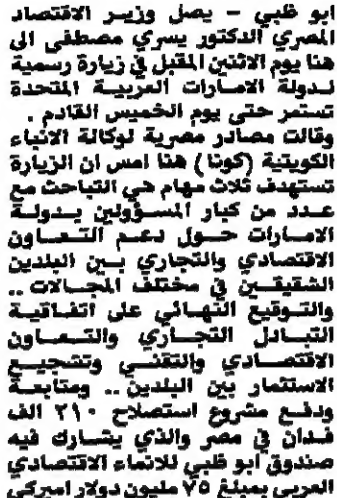 ابو ظبي – يصل وزير الاقتصاد
المصري الدكتور يسري مصطفى الى
هنا يوم الاثنين المقبل في زيارة رسمية
لدولة الامارات العربية المتحدة
تستمر حتى يوم الخميس القادم .
وقالت مصادر مصرية لوكالة الانباء
الكويتية (كونا) هنا امس ان الزيارة
تستهدف ثلاث مهام هي التباحث مع
عدد من كبار المسؤولين بدولة
الامارات حول دعم التعاون
الاقتصادي والتجاري بين البلدين
الشقيقين في مختلف المجالات ..
والتوقيع النهائي على اتفاقية
التبادل التجاري والتعاون
الاقتصادي والتقني وتشجيع
الاستثمار بين البلدين .. ومتابعة
ودفع مشروع استصلاح ٢١٠ الف
فدان في مصر والذي يشارك فيه
صندوق ابو ظبي للانماء الاقتصادي
العربي بمبلغ ٧٥ مليون دولار اميركي